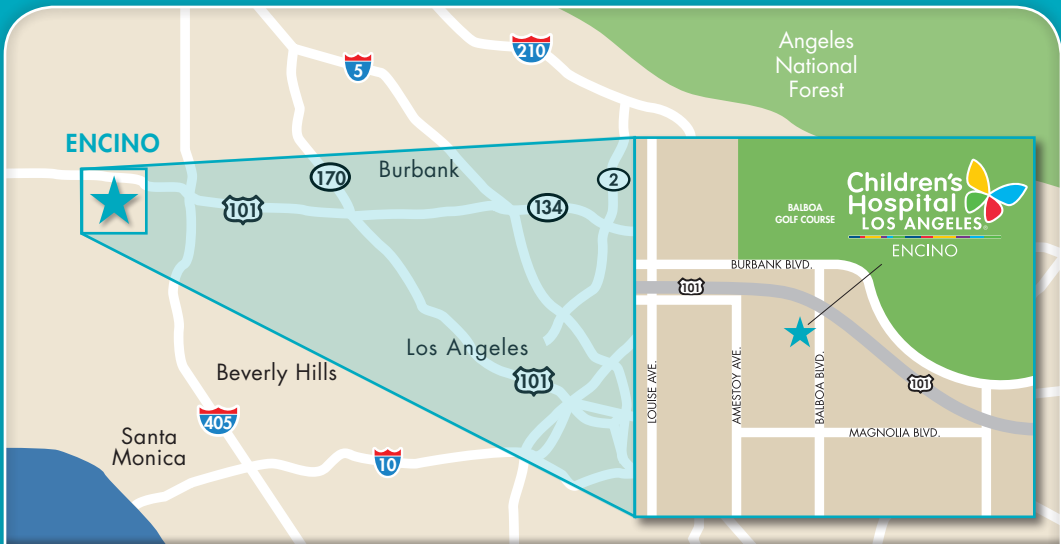 Angeles
National
Forest
210
5
ENCINO
170
Burbank
2
101
134
Children's
Hospital
LOS ANGELES®
ENCINO
BALBOA
GOLF COURSE
BURBANK BLVD.
101
LOUISE AVE.
AMESTOY AVE.
BALBOA BLVD.
101
MAGNOLIA BLVD.
Los Angeles
101
Beverly Hills
405
Santa
Monica
10